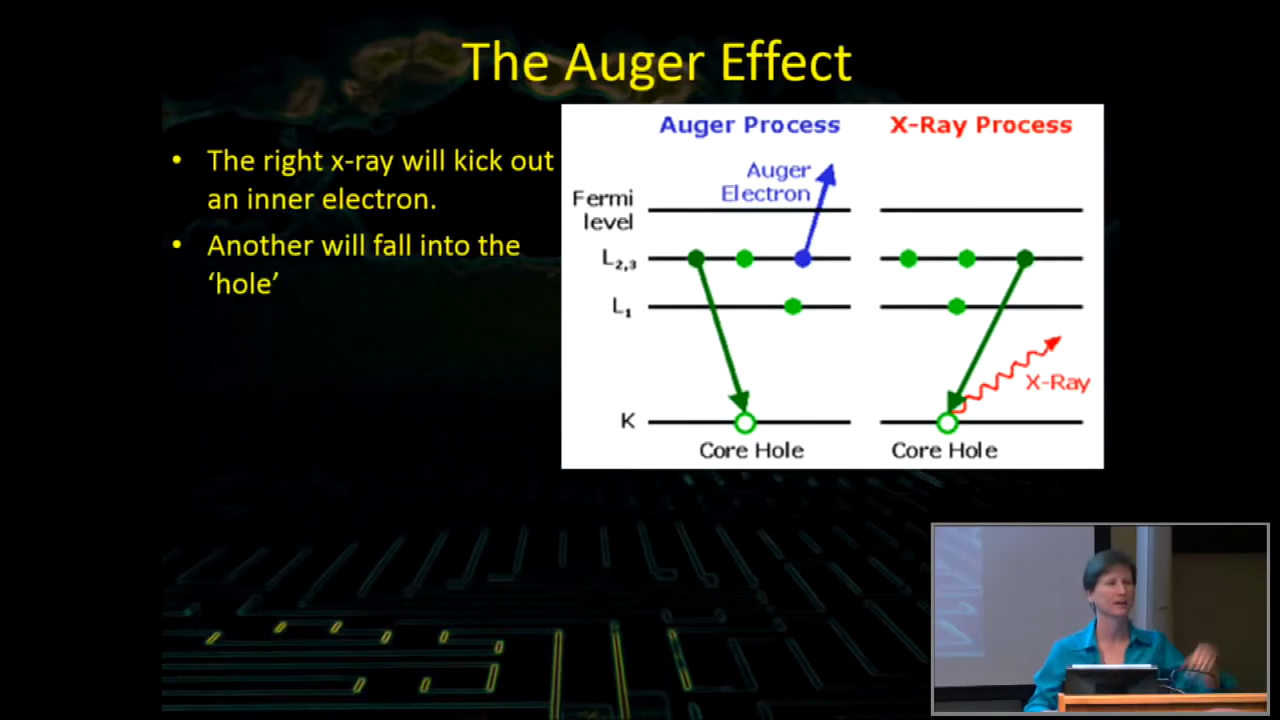 The Auger Effect
• The right x-ray will kick out
an inner electron.
• Another will fall into the
‘hole’
Auger Process
X-Ray Process
Auger
Electron
Fermi
level
L2,3
L1
K
X-Ray
Core Hole
Core Hole